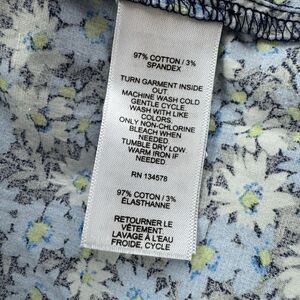 97% COTTON / 3%
SPANDEX
TURN GARMENT INSIDE
OUT
MACHINE WASH COLD
GENTLE CYCLE.
WASH WITH LIKE
COLORS.
ONLY NON-CHLORINE
BLEACH WHEN
NEEDED.
TUMBLE DRY LOW
WARM IRON IF
NEEDED.
RN 134578
97% COTON / 3%
ÉLASTHANNE
RETOURNER LE
VÊTEMENT.
LAVAGE À L'EAU
FROIDE, CYCLE